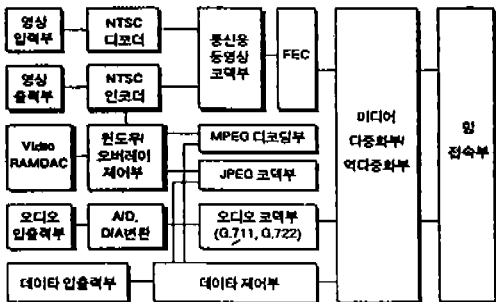 영상
입력부
NTSC
디코더
통신용
동영상
코덱부
FEC
영상
출력부
NTSC
인코더
미디어
다중화부/
역다중화부
망
접속부
Video
RAMDAC
윈도우/
오버레이
제어부
MPEG 디코딩부
JPEG 코덱부
오디오
입출력부
A/D,
D/A변환
오디오 코덱부
(G.711, G.722)
데이타 입출력부
데이타 제어부